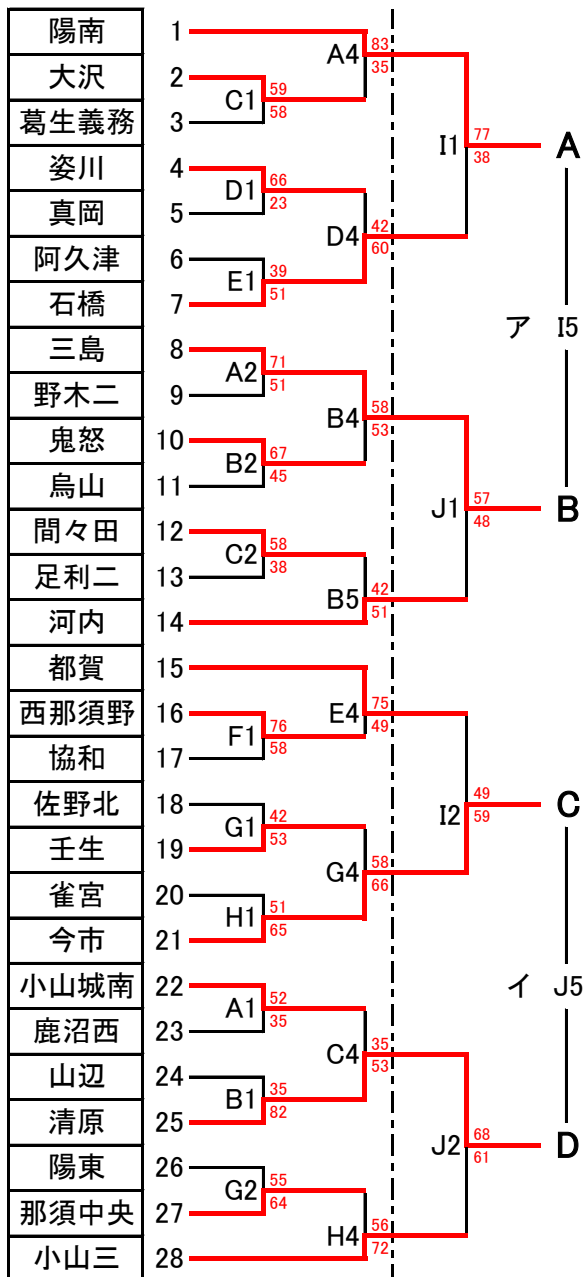 陽南 1
大沢 2
葛生義務 3
姿川 4
真岡 5
阿久津 6
石橋 7
三島 8
野木二 9
鬼怒 10
烏山 11
間々田 12
足利二 13
河内 14
都賀 15
西那須野 16
協和 17
佐野北 18
壬生 19
雀宮 20
今市 21
小山城南 22
鹿沼西 23
山辺 24
清原 25
陽東 26
那須中央 27
小山三 28
C1 59 58
D1 66 23
E1 39 51
A2 71 51
B2 67 45
C2 58 38
F1 76 58
G1 42 53
H1 51 65
A1 52 35
B1 35 82
G2 55 64
A4 83 35
D4 42 60
B4 58 53
B5 42 51
E4 75 49
G4 58 66
C4 35 53
H4 56 72
I1 77 38
J1 57 48
I2 49 59
J2 68 61
A
ア I5
B
C
イ J5
D